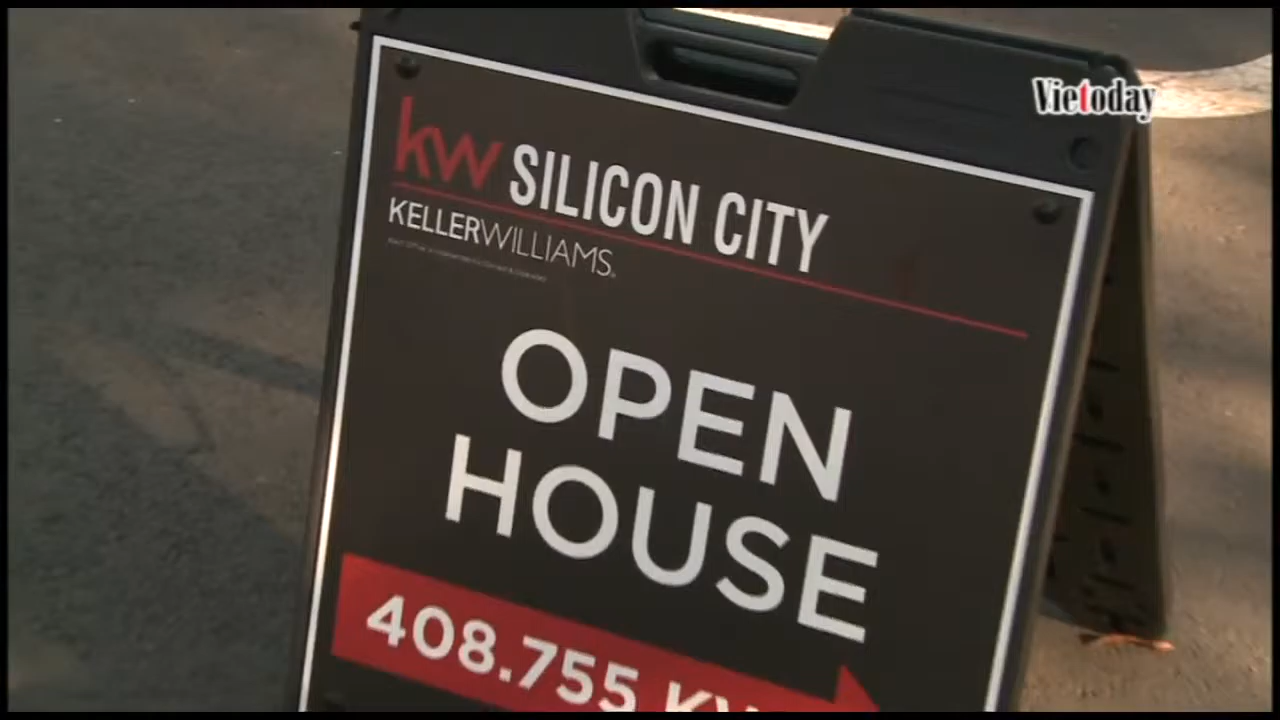 Vietoday
kw SILICON CITY
KELLERWILLIAMS.
OPEN
HOUSE
408.755